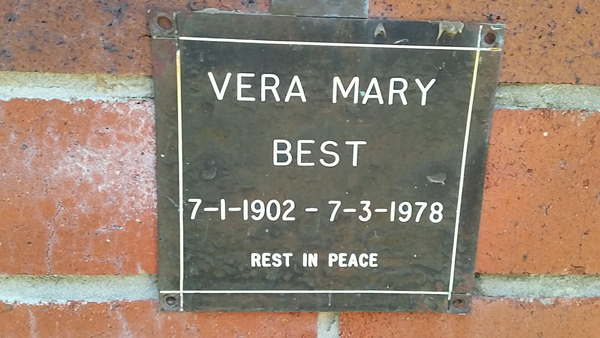 VERA MARY
BEST
7-1-1902 - 7-3-1978
REST IN PEACE